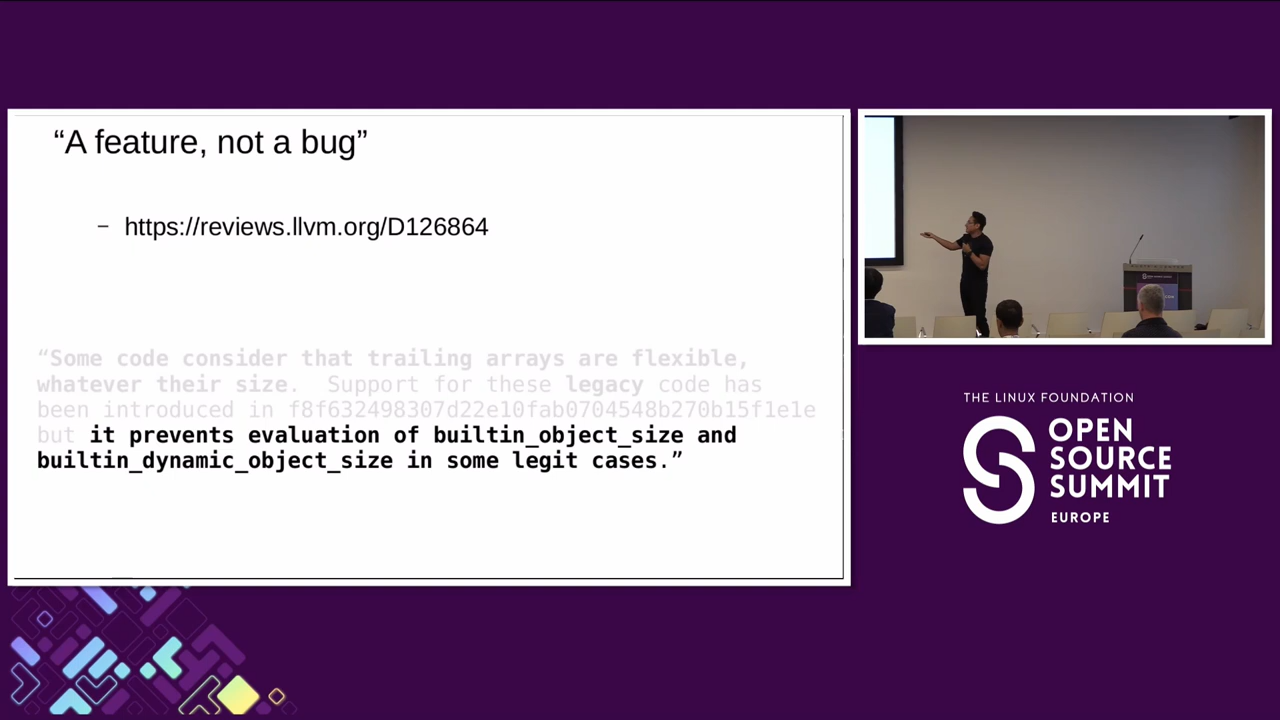 “A feature, not a bug”
– https://reviews.llvm.org/D126864
“Some code consider that trailing arrays are flexible,
whatever their size.  Support for these legacy code has
been introduced in f8f632498307d22e10fab0704548b270b15f1e1e
but it prevents evaluation of builtin_object_size and
builtin_dynamic_object_size in some legit cases.”
THE LINUX FOUNDATION
OPEN
SOURCE
SUMMIT
EUROPE